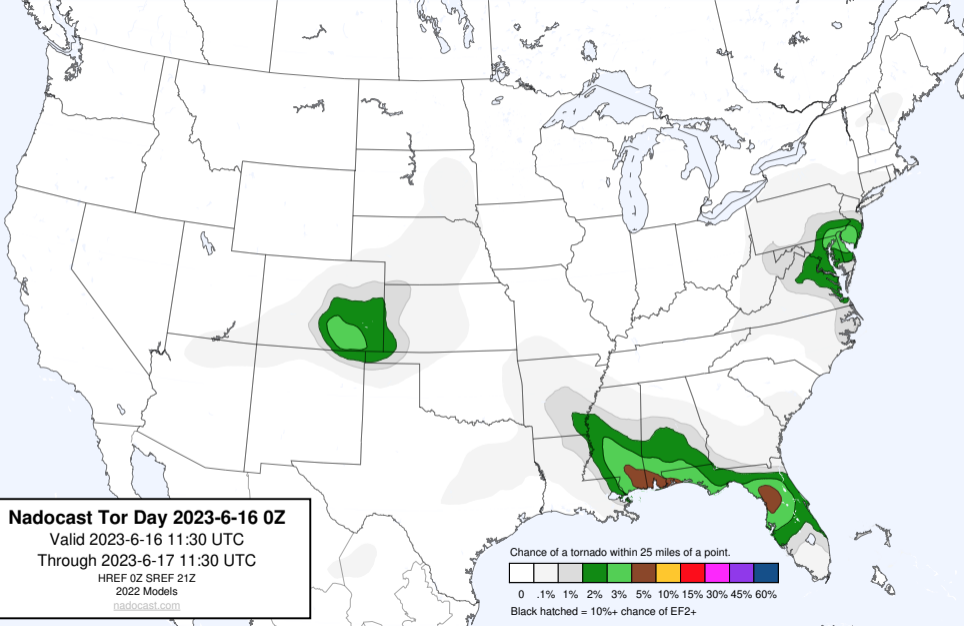 Nadocast Tor Day 2023-6-16 0Z
Valid 2023-6-16 11:30 UTC
Through 2023-6-17 11:30 UTC
HREF 0Z SREF 21Z
2022 Models
nadocast.com
Chance of a tornado within 25 miles of a point.
0 .1% 1% 2% 3% 5% 10% 15% 30% 45% 60%
Black hatched = 10%+ chance of EF2+